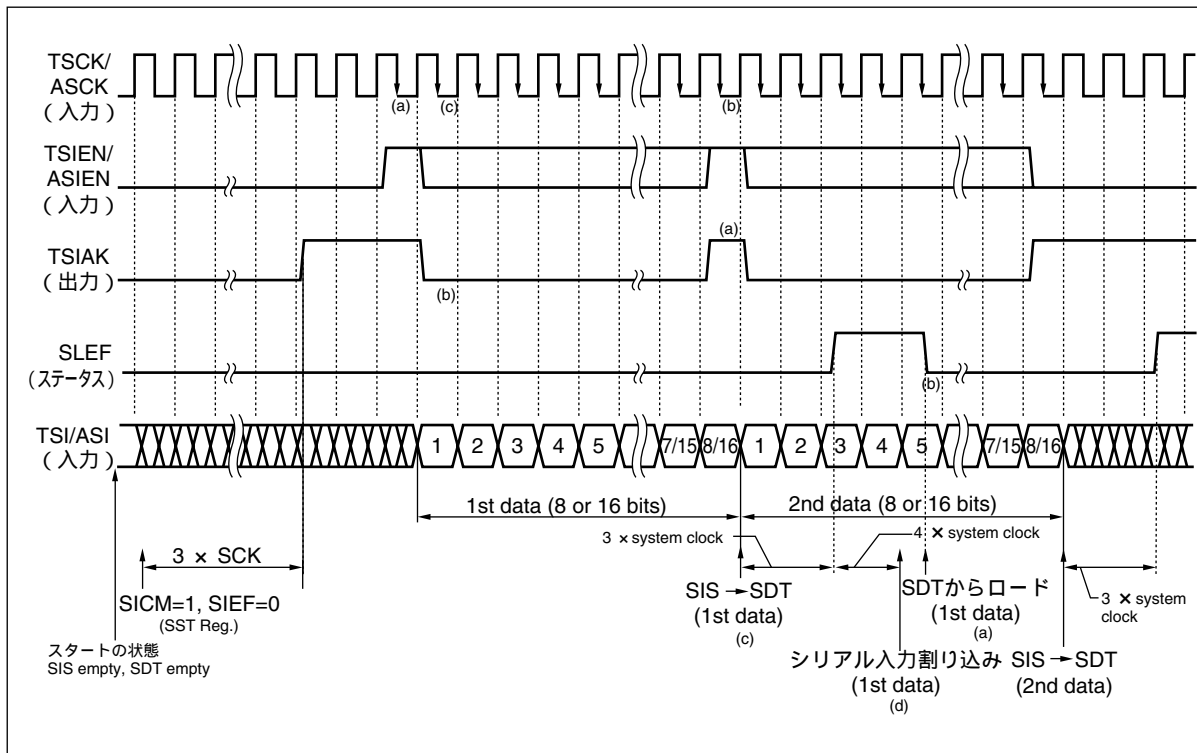 TSCK/
ASCK
(入力)
(a)
(c)
(b)
TSIEN/
ASIEN
(入力)
TSIAK
(出力)
(b)
(a)
SLEF
(ステータス)
(b)
TSI/ASI
(入力)
1 2 3 4 5 7/15 8/16 1 2 3 4 5 7/15 8/16
1st data (8 or 16 bits)
2nd data (8 or 16 bits)
3 × system clock
4 × system clock
3 × SCK
SICM=1, SIEF=0
(SST Reg.)
スタートの状態
SIS empty, SDT empty
SIS → SDT
(1st data)
(c)
SDTからロード
(1st data)
(a)
3 × system
clock
シリアル入力割り込み
(1st data)
(d)
SIS → SDT
(2nd data)